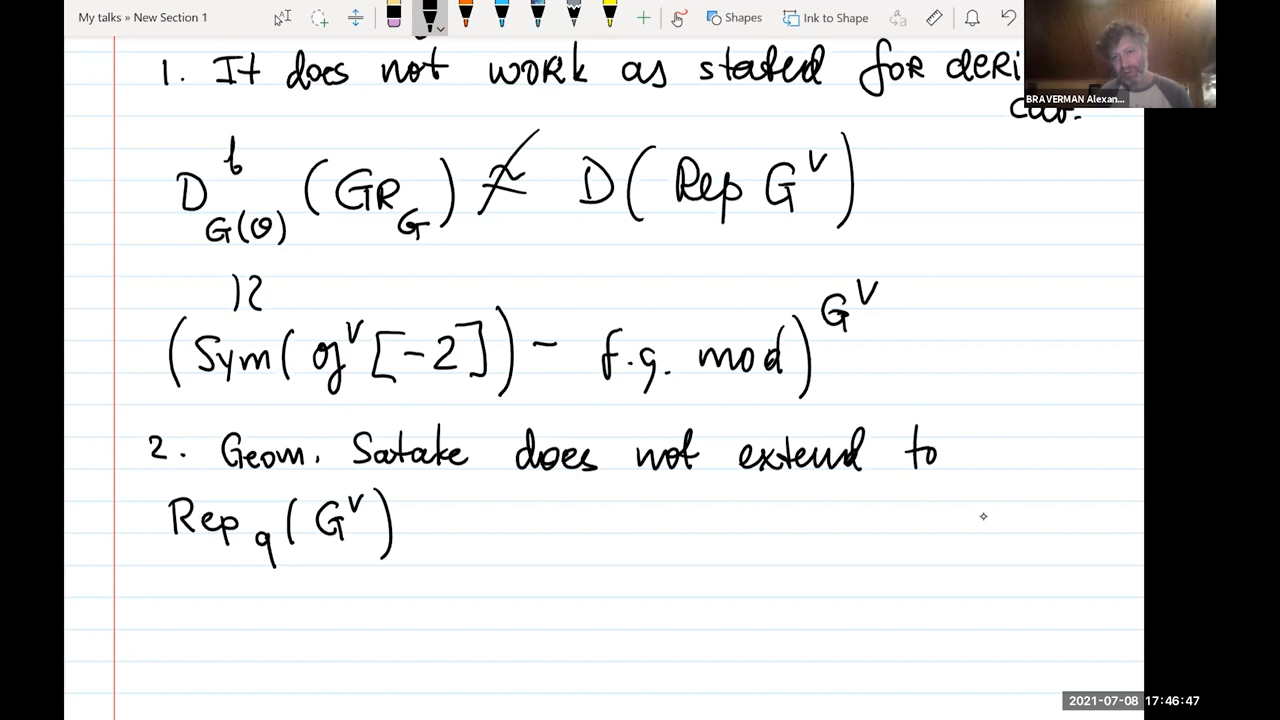 My talks » New Section 1
Shapes
Ink to Shape
BRAVERMAN Alexan...
1. It does not work as stated for deri
cat.
D^b_{G(O)} (GR_G) ≄ D(Rep G^∨)
≀≀
(Sym(𝔤^∨[-2]) - f.g. mod)^{G^∨}
2. Geom. Satake does not extend to
Rep_q (G^∨)
2021-07-08 17:46:47